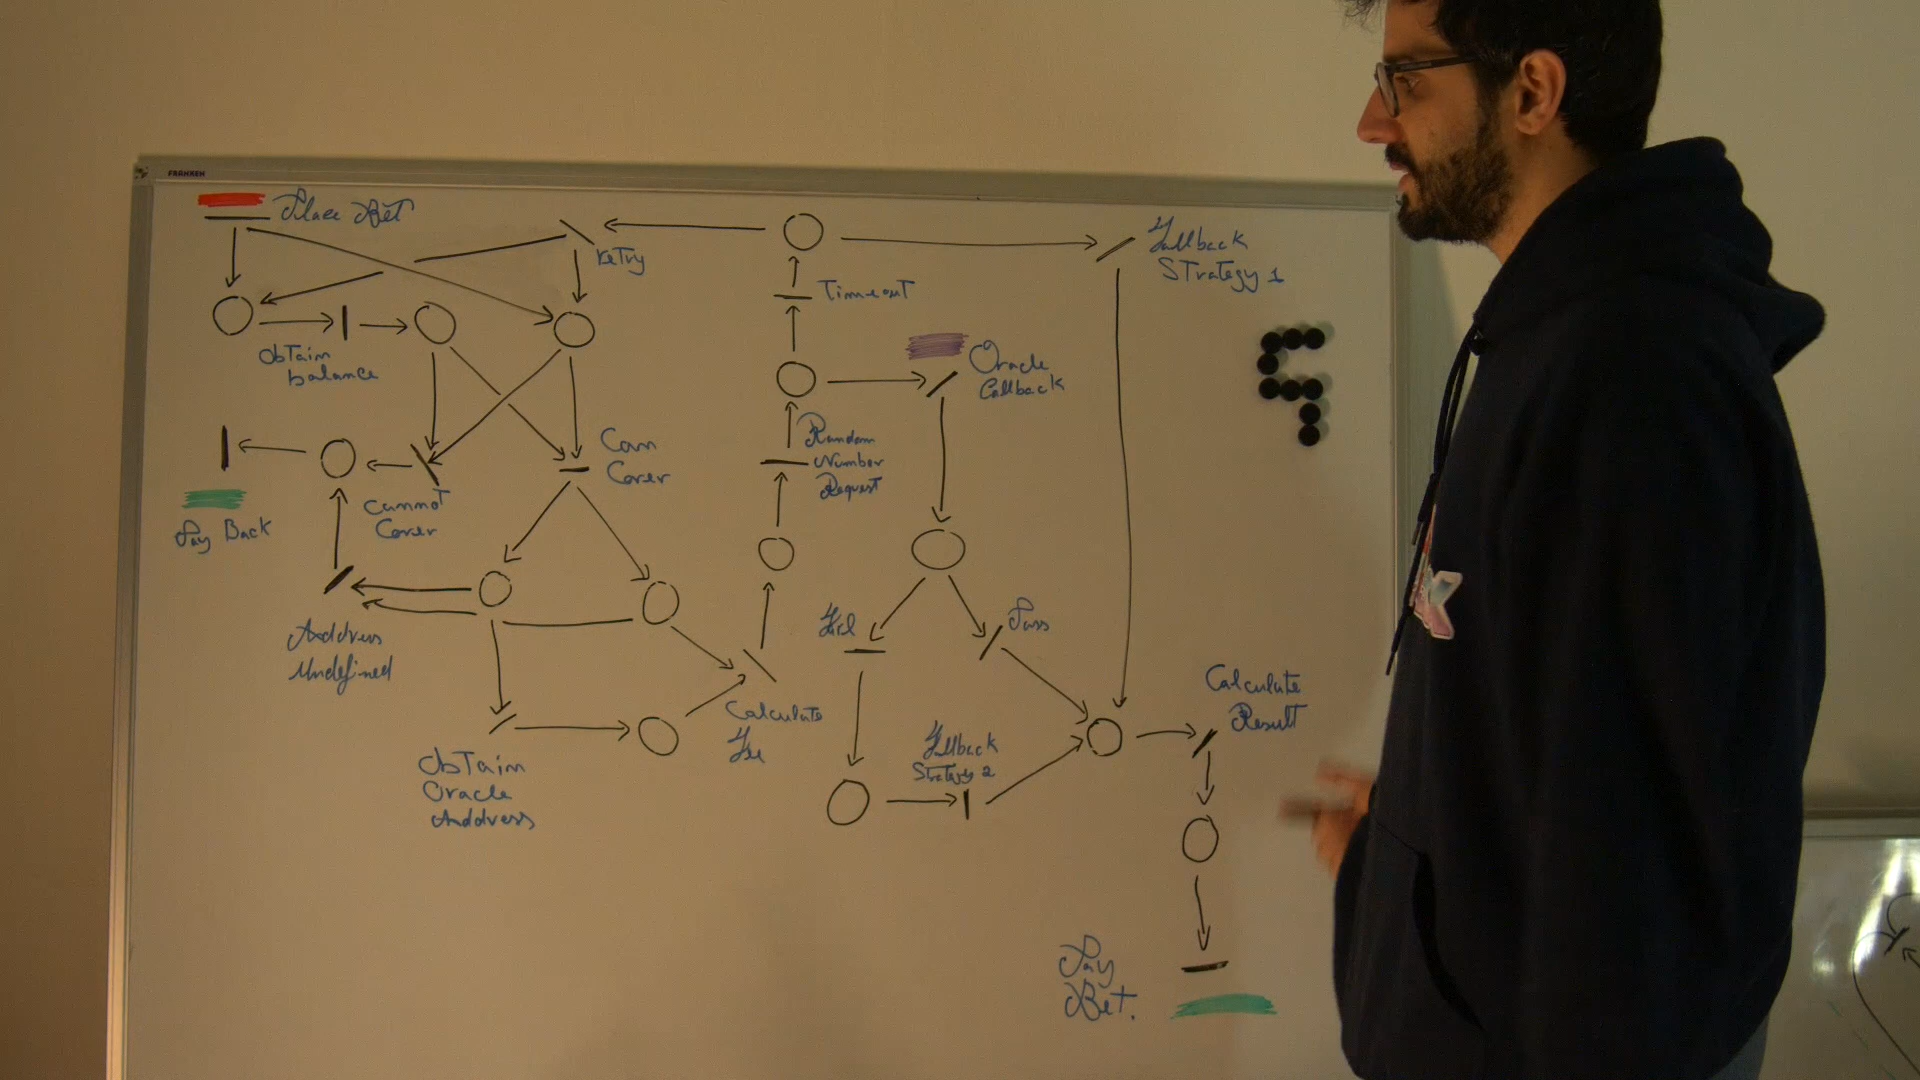 FRANKEN
Place Bet
ReTry
Fallback
STrategy 1
Timeout
obTain
balance
Oracle
Callback
Random
Number
Request
Can
Cover
Cannot
Cover
Pay Back
Address
Undefined
Fail
Pass
Calculate
Result
Calculate
Fee
Fallback
Strategy 2
ObTain
Oracle
Address
Pay
Bet.